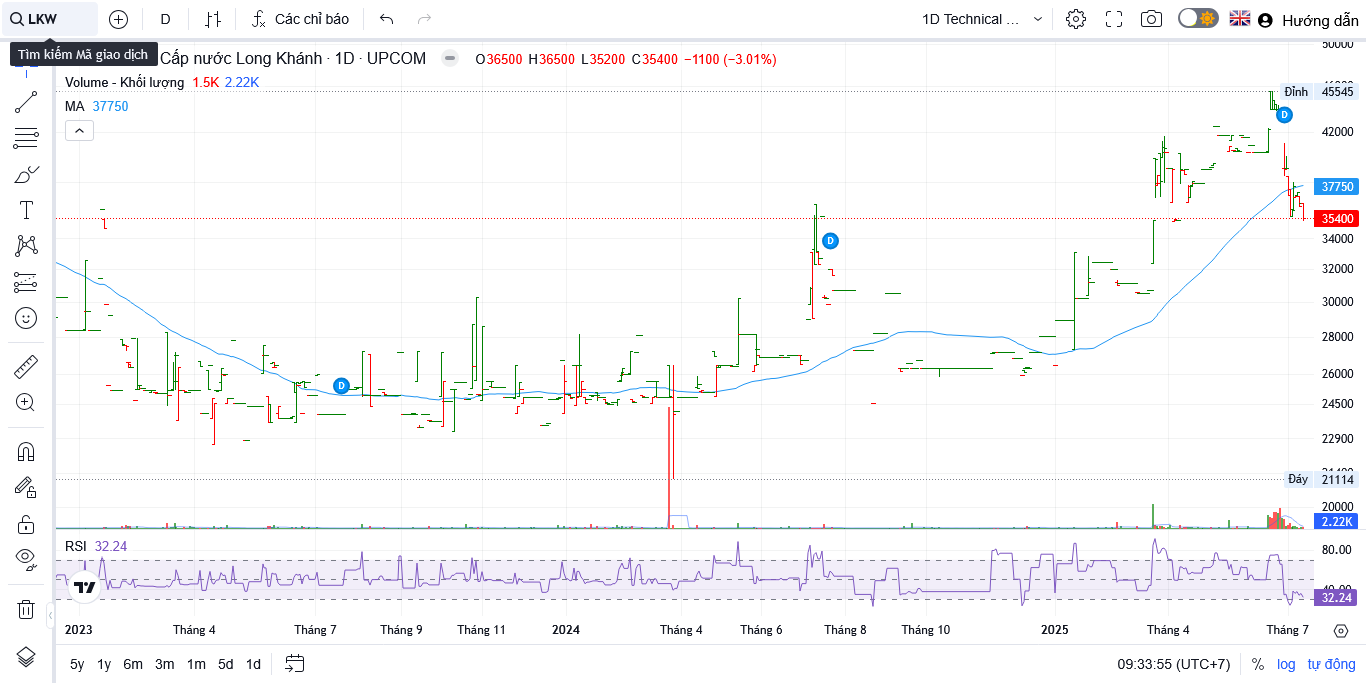 LKW
D
Các chỉ báo
1D Technical ...
Hướng dẫn
Tìm kiếm Mã giao dịch
Cấp nước Long Khánh · 1D · UPCOM
O36500 H36500 L35200 C35400 −1100 (−3.01%)
Volume - Khối lượng 1.5K 2.22K
MA 37750
50000
Đỉnh 45545
D
42000
37750
35400
D
34000
32000
30000
28000
26000
D
24500
22900
Đáy 21114
20000
2.22K
RSI 32.24
80.00
32.24
2023 Tháng 4 Tháng 7 Tháng 9 Tháng 11 2024 Tháng 4 Tháng 6 Tháng 8 Tháng 10 2025 Tháng 4 Tháng 7
5y 1y 6m 3m 1m 5d 1d
09:33:55 (UTC+7) % log tự động